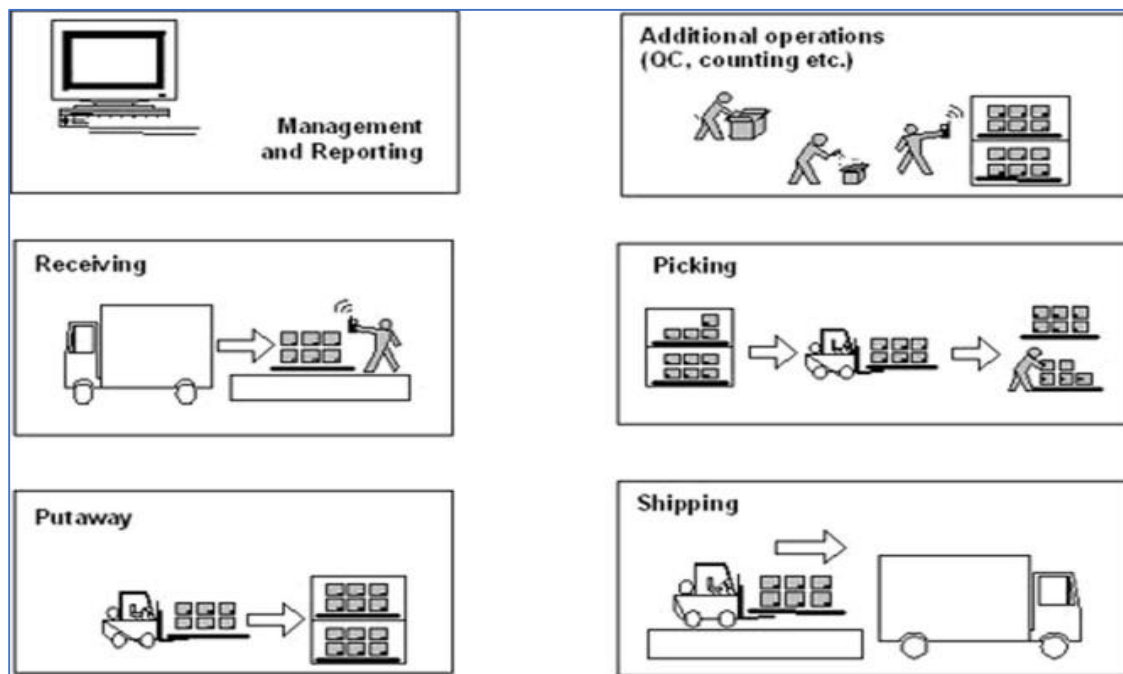 Management
and Reporting
Additional operations
(QC, counting etc.)
Receiving
Picking
Putaway
Shipping